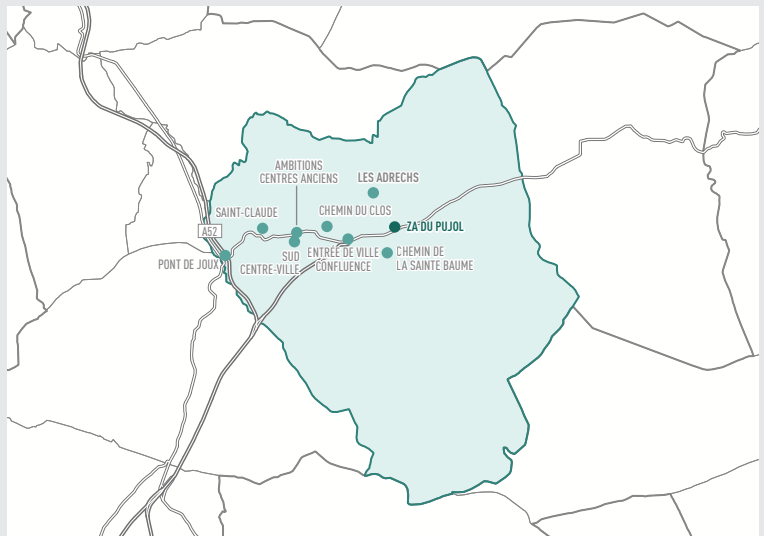 AMBITIONS
CENTRES ANCIENS
LES ADRECHS
SAINT-CLAUDE
CHEMIN DU CLOS
A52
ZA DU PUJOL
PONT DE JOUX
SUD
CENTRE-VILLE
ENTRÉE DE VILLE
CONFLUENCE
CHEMIN DE
LA SAINTE BAUME